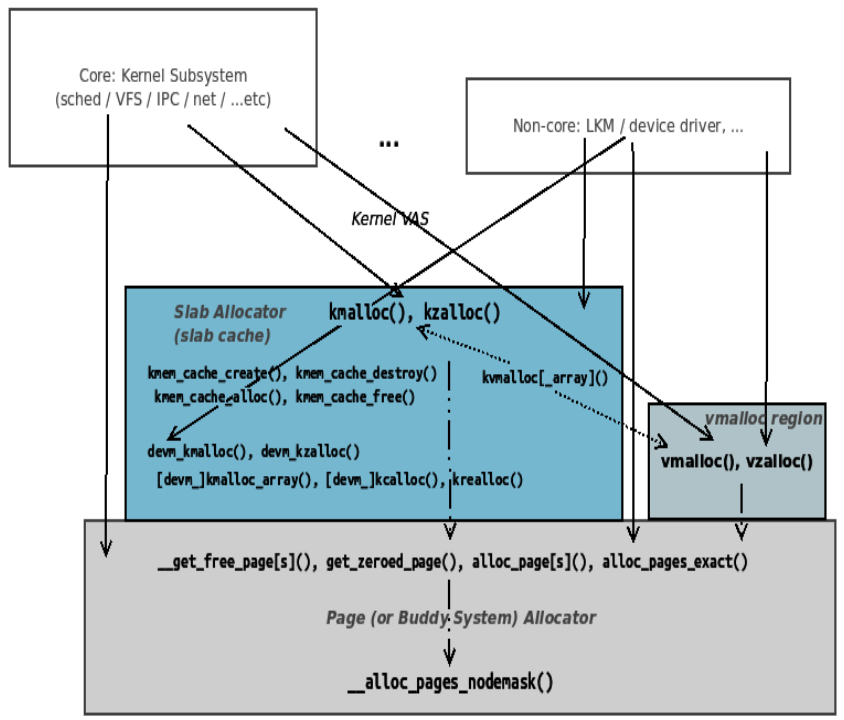 Core: Kernel Subsystem
(sched / VFS / IPC / net / ...etc)
...
Non-core: LKM / device driver, ...
Kernel VAS
Slab Allocator
(slab cache)
kmalloc(), kzalloc()
kmem_cache_create(), kmem_cache_destroy()
kmem_cache_alloc(), kmem_cache_free()
kvmalloc[_array]()
devm_kmalloc(), devm_kzalloc()
[devm_]kmalloc_array(), [devm_]kcalloc(), krealloc()
vmalloc region
vmalloc(), vzalloc()
__get_free_page[s](), get_zeroed_page(), alloc_page[s](), alloc_pages_exact()
Page (or Buddy System) Allocator
__alloc_pages_nodemask()